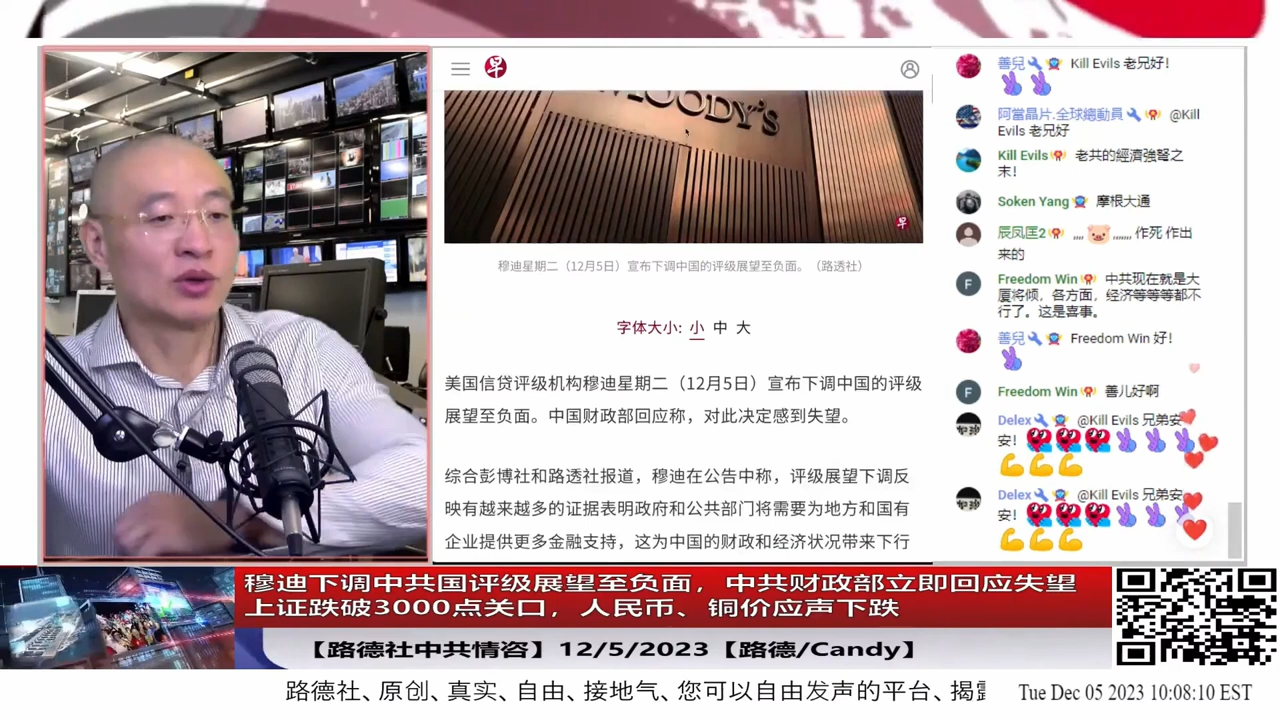 早
MOODY'S
早
穆迪星期二（12月5日）宣布下调中国的评级展望至负面。（路透社）
字体大小: 小 中 大
美国信贷评级机构穆迪星期二（12月5日）宣布下调中国的评级
展望至负面。中国财政部回应称，对此决定感到失望。
综合彭博社和路透社报道，穆迪在公告中称，评级展望下调反
映有越来越多的证据表明政府和公共部门将需要为地方和国有
企业提供更多金融支持，这为中国的财政和经济状况带来下行
善兒 Kill Evils 老兄好!
阿當晶片.全球總動員 @Kill
Evils 老兄好
Kill Evils 老共的經濟強弩之
末!
Soken Yang 摩根大通
辰凤匡2 ,,,, ,,,,,,, 作死 作出
来的
F Freedom Win 中共现在就是大
厦将倾，各方面，经济等等等都不
行了。这是喜事。
善兒 Freedom Win 好!
F Freedom Win 善儿好啊
Delex @Kill Evils 兄弟安
安!
Delex @Kill Evils 兄弟安
安!
穆迪下调中共国评级展望至负面，中共财政部立即回应失望
上证跌破3000点关口，人民币、铜价应声下跌
【路德社中共情咨】12/5/2023【路德/Candy】
路德社、原创、真实、自由、接地气、您可以自由发声的平台、揭露
Tue Dec 05 2023 10:08:10 EST